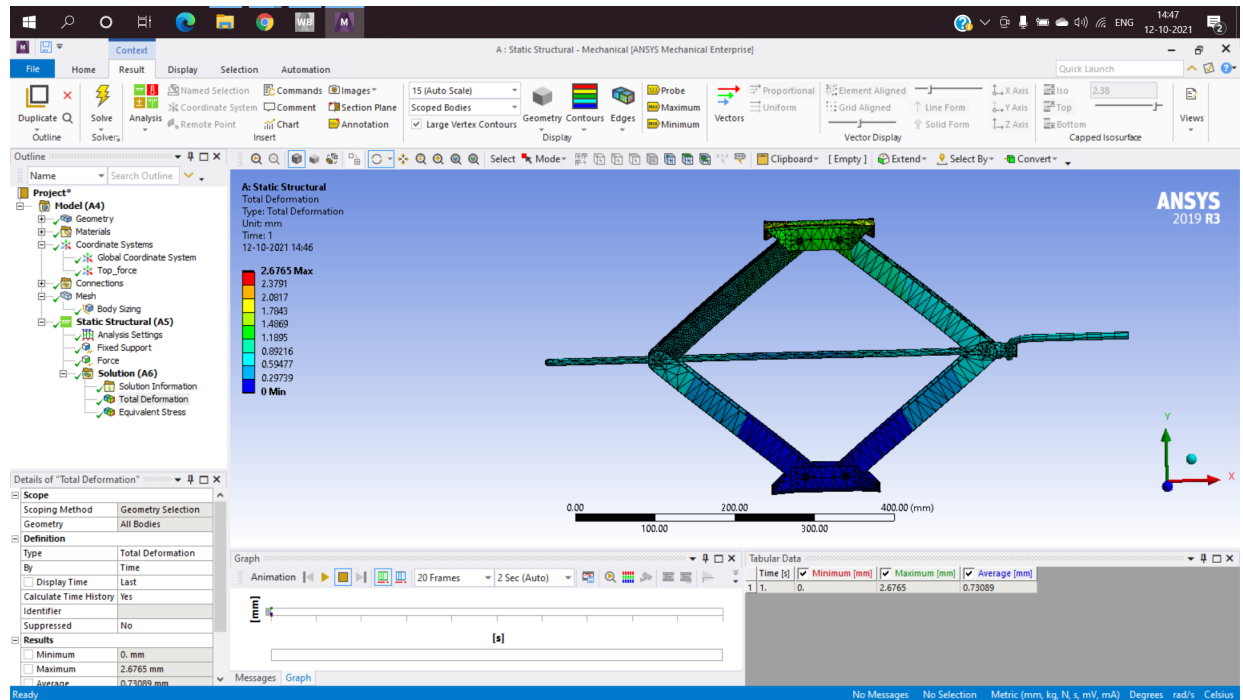 WB
M
ENG
14:47
12-10-2021
2
M
Context
A : Static Structural - Mechanical [ANSYS Mechanical Enterprise]
File Home Result Display Selection Automation
Quick Launch
Duplicate
Outline
Solve
Solver
Analysis
Named Selection
Coordinate System
Remote Point
Commands
Comment
Chart
Images
Section Plane
Annotation
Insert
15 (Auto Scale)
Scoped Bodies
Large Vertex Contours
Geometry Contours Edges
Display
Probe
Maximum
Minimum
Vectors
Proportional
Uniform
Element Aligned
Grid Aligned
Line Form
Solid Form
X Axis
Y Axis
Z Axis
Vector Display
Iso
Top
Bottom
2.38
Capped Isosurface
Views
Outline
Name
Search Outline
Select Mode
Clipboard [ Empty ] Extend Select By Convert
Project*
Model (A4)
Geometry
Materials
Coordinate Systems
Global Coordinate System
Top_force
Connections
Mesh
Body Sizing
Static Structural (A5)
Analysis Settings
Fixed Support
Force
Solution (A6)
Solution Information
Total Deformation
Equivalent Stress
A: Static Structural
Total Deformation
Type: Total Deformation
Unit: mm
Time: 1
12-10-2021 14:46
2.6765 Max
2.3791
2.0817
1.7843
1.4869
1.1895
0.89216
0.59477
0.29739
0 Min
ANSYS
2019 R3
Y
X
0.00 200.00 400.00 (mm)
100.00 300.00
Details of "Total Deformation"
Scope
Scoping Method Geometry Selection
Geometry All Bodies
Definition
Type Total Deformation
By Time
Display Time Last
Calculate Time History Yes
Identifier
Suppressed No
Results
Minimum 0. mm
Maximum 2.6765 mm
Average 0.73089 mm
Graph
Animation 20 Frames 2 Sec (Auto)
[mm]
[s]
Messages Graph
Tabular Data
Time [s] Minimum [mm] Maximum [mm] Average [mm]
1 1. 0. 2.6765 0.73089
Ready
No Messages No Selection Metric (mm, kg, N, s, mV, mA) Degrees rad/s Celsius